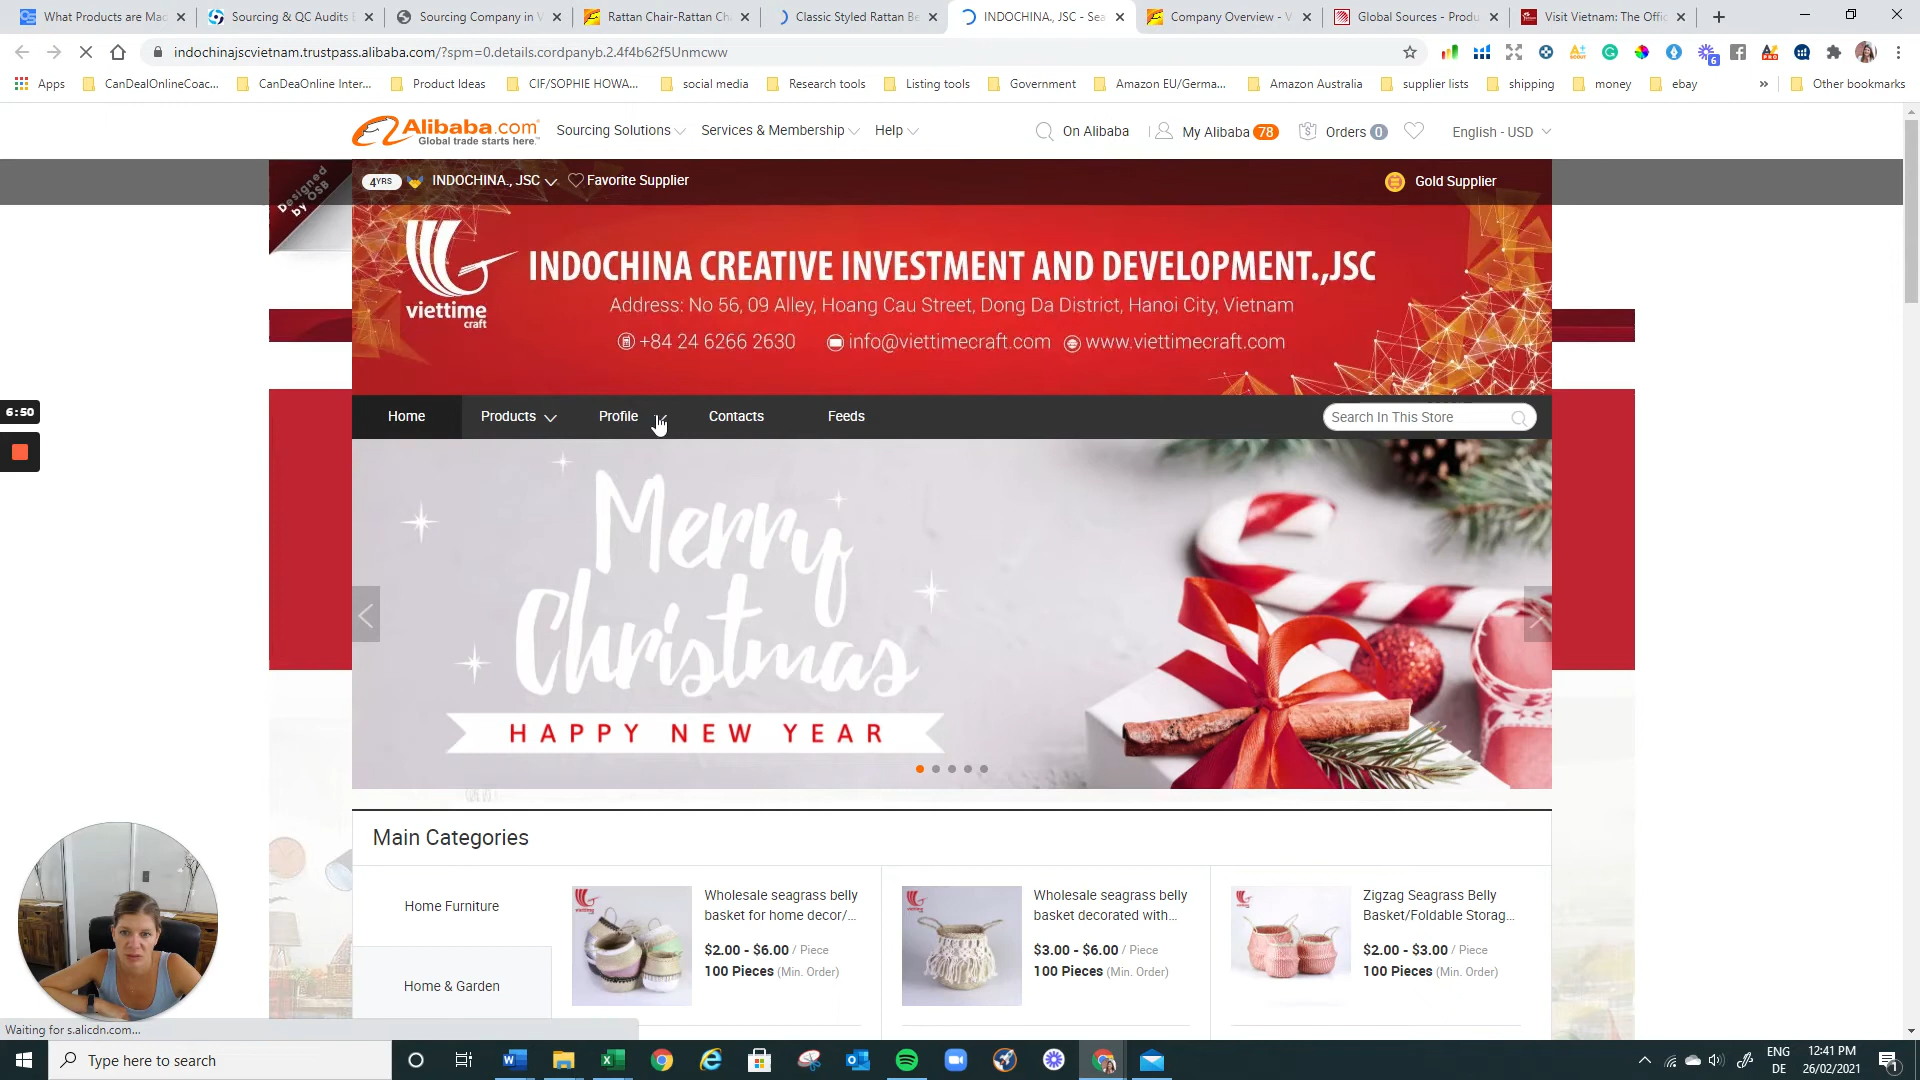 What Products are Mac
Sourcing & QC Audits
Sourcing Company in V
Rattan Chair-Rattan Ch
Classic Styled Rattan Be
INDOCHINA., JSC - Sea
Company Overview - V
Global Sources - Produ
Visit Vietnam: The Offic
indochinajscvietnam.trustpass.alibaba.com/?spm=0.details.cordpanyb.2.4f4b62f5Unmcww
6
Apps
CanDealOnlineCoac...
CanDeaOnline Inter...
Product Ideas
CIF/SOPHIE HOWA...
social media
Research tools
Listing tools
Government
Amazon EU/Germa...
Amazon Australia
supplier lists
shipping
money
ebay
»
Other bookmarks
Alibaba.com
Global trade starts here.™
Sourcing Solutions
Services & Membership
Help
On Alibaba
My Alibaba 78
Orders 0
English - USD
Designed
by OSB
4YRS
INDOCHINA., JSC
Favorite Supplier
Gold Supplier
viettime
craft
INDOCHINA CREATIVE INVESTMENT AND DEVELOPMENT.,JSC
Address: No 56, 09 Alley, Hoang Cau Street, Dong Da District, Hanoi City, Vietnam
+84 24 6266 2630
info@viettimecraft.com
www.viettimecraft.com
6:50
Home
Products
Profile
Contacts
Feeds
Search In This Store
Merry
Christmas
HAPPY NEW YEAR
Main Categories
Home Furniture
Home & Garden
Wholesale seagrass belly
basket for home decor/...
$2.00 - $6.00 / Piece
100 Pieces (Min. Order)
Wholesale seagrass belly
basket decorated with...
$3.00 - $6.00 / Piece
100 Pieces (Min. Order)
Zigzag Seagrass Belly
Basket/Foldable Storag...
$2.00 - $3.00 / Piece
100 Pieces (Min. Order)
Waiting for s.alicdn.com...
Type here to search
ENG
DE
12:41 PM
26/02/2021
1